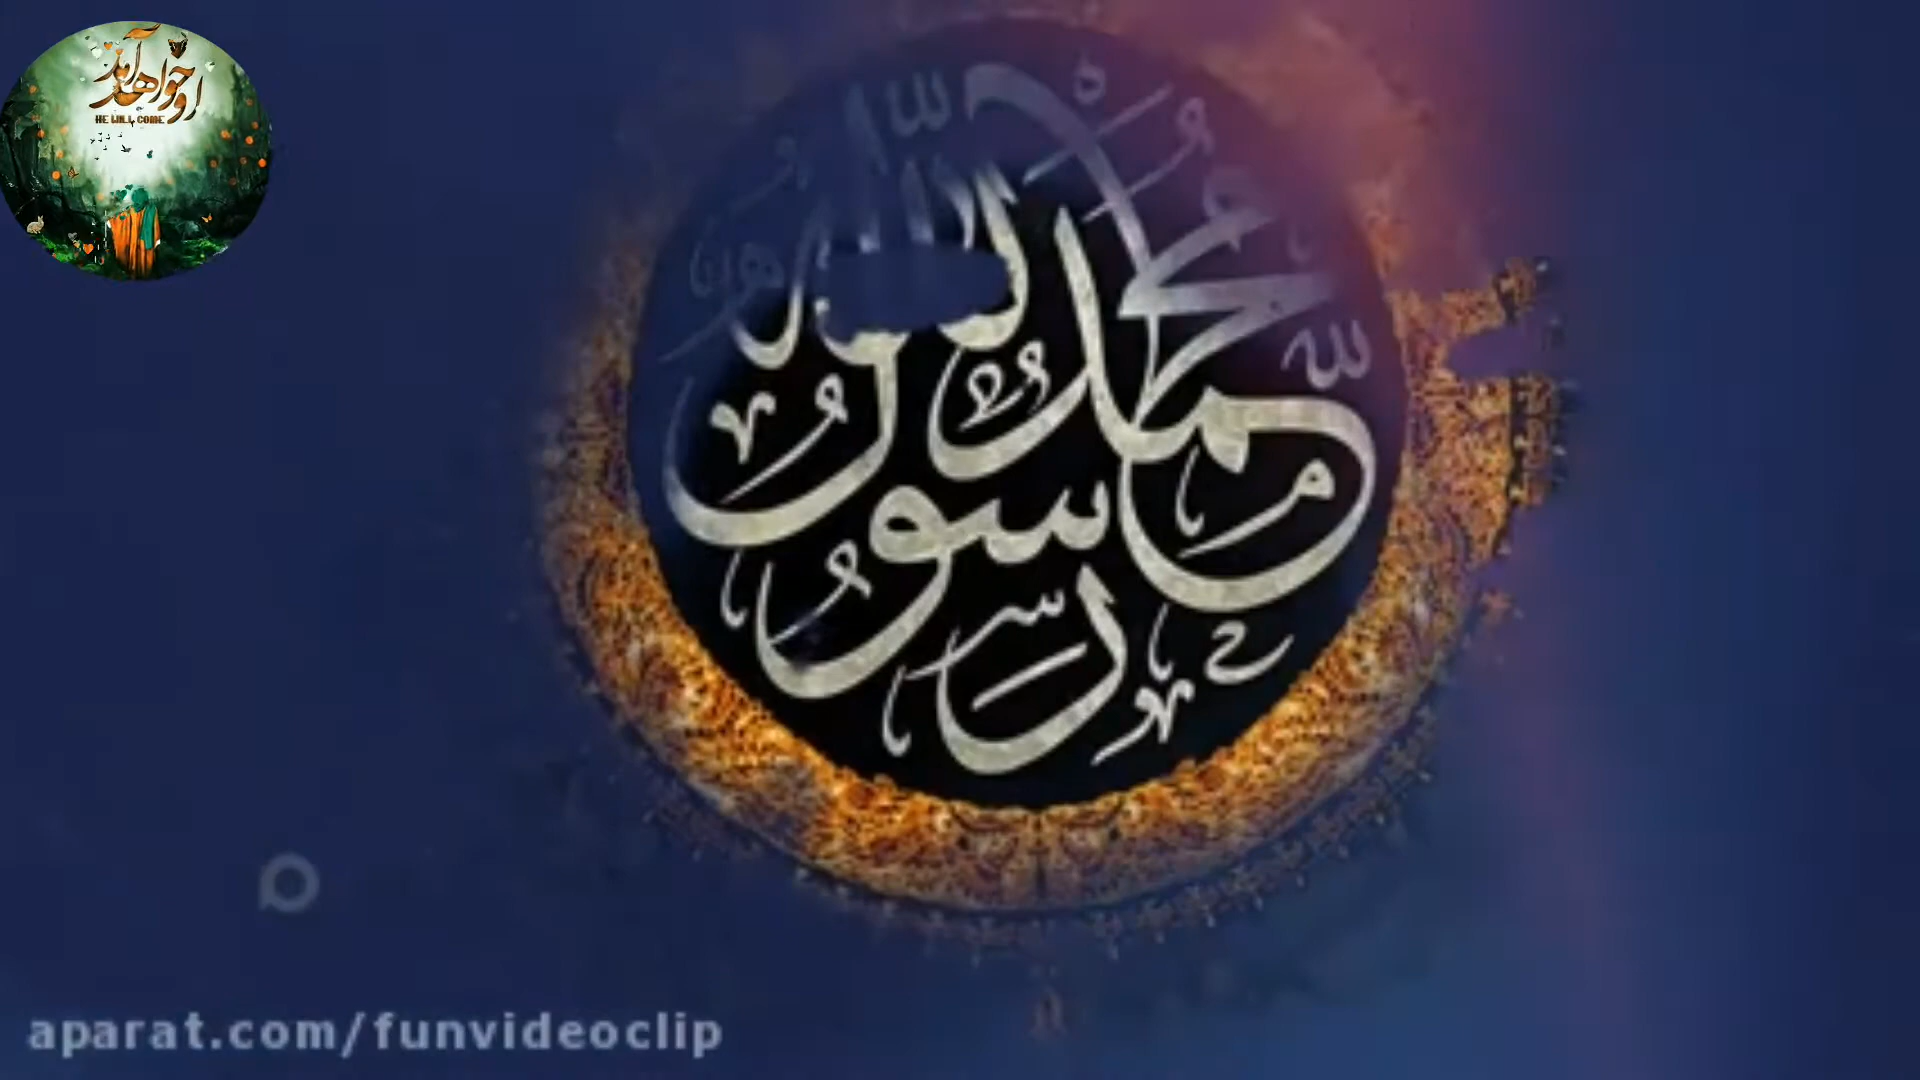 او خواهد آمد
HE WILL COME
محمد رسول الله
aparat.com/funvideoclip